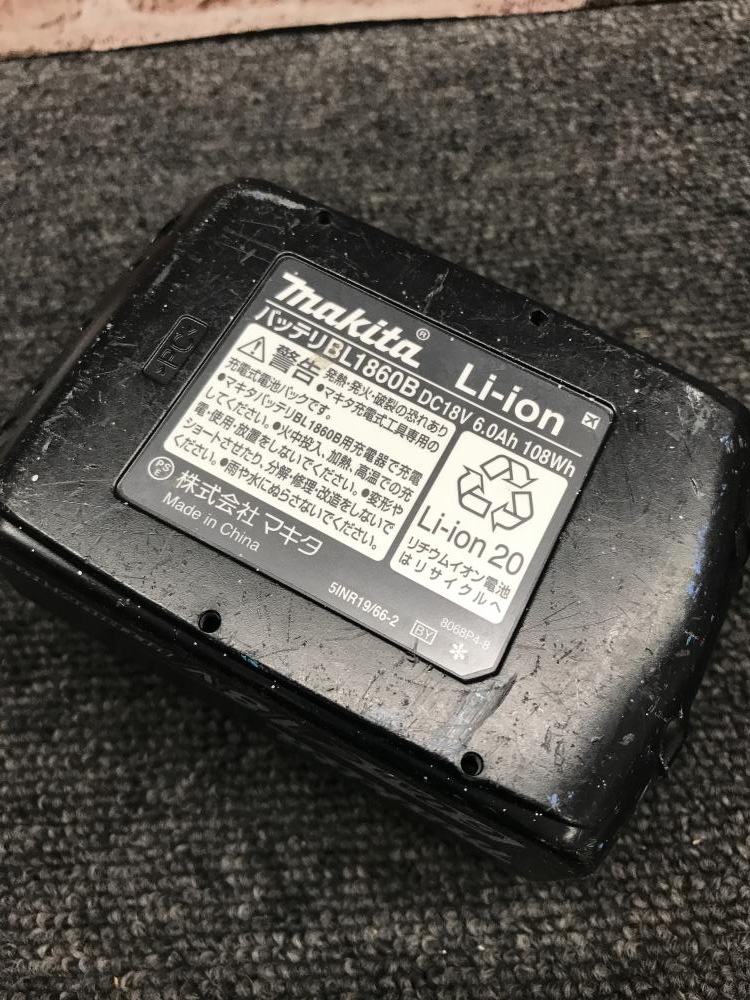 makita®
Li-ion
バッテリBL1860B DC18V 6.0Ah 108Wh
警告 発熱・発火・破裂の恐れあり
●マキタ充電式工具専用の
充電式電池パックです。
●マキタバッテリBL1860B用充電器で充電
してください。●火中投入、加熱、高温での充
電・使用・放置をしないでください。●変形や
ショートさせたり、分解・修理・改造をしないで
ください。●雨や水にぬらさないでください。
Li-ion 20
リチウムイオン電池
はリサイクルへ
PS
E
株式会社 マキタ
Made in China
5INR19/66-2
BY
8068P4-8
>PC<